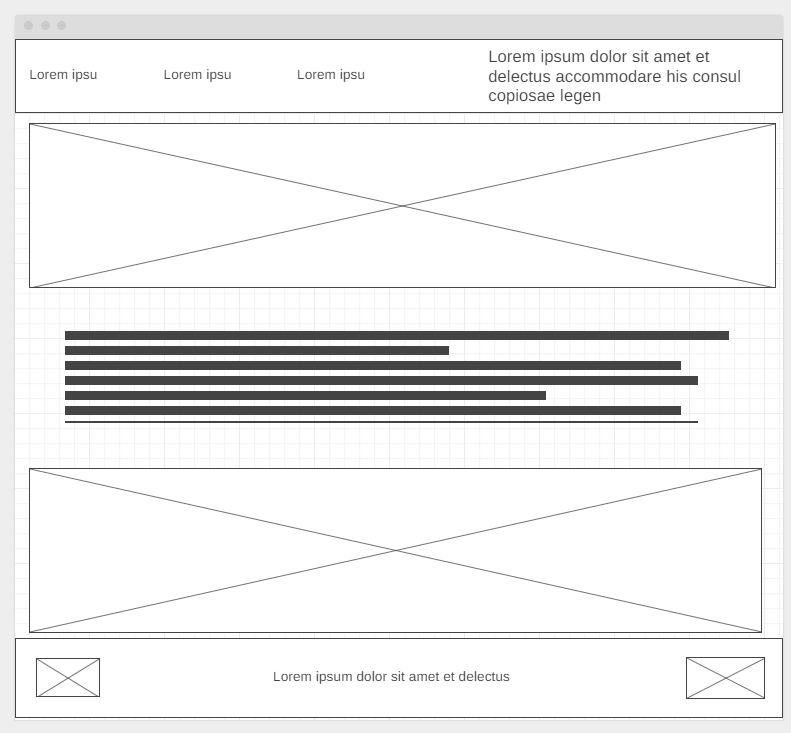 Lorem ipsu
Lorem ipsu
Lorem ipsu
Lorem ipsum dolor sit amet et
delectus accommodare his consul
copiosae legen
Lorem ipsum dolor sit amet et delectus